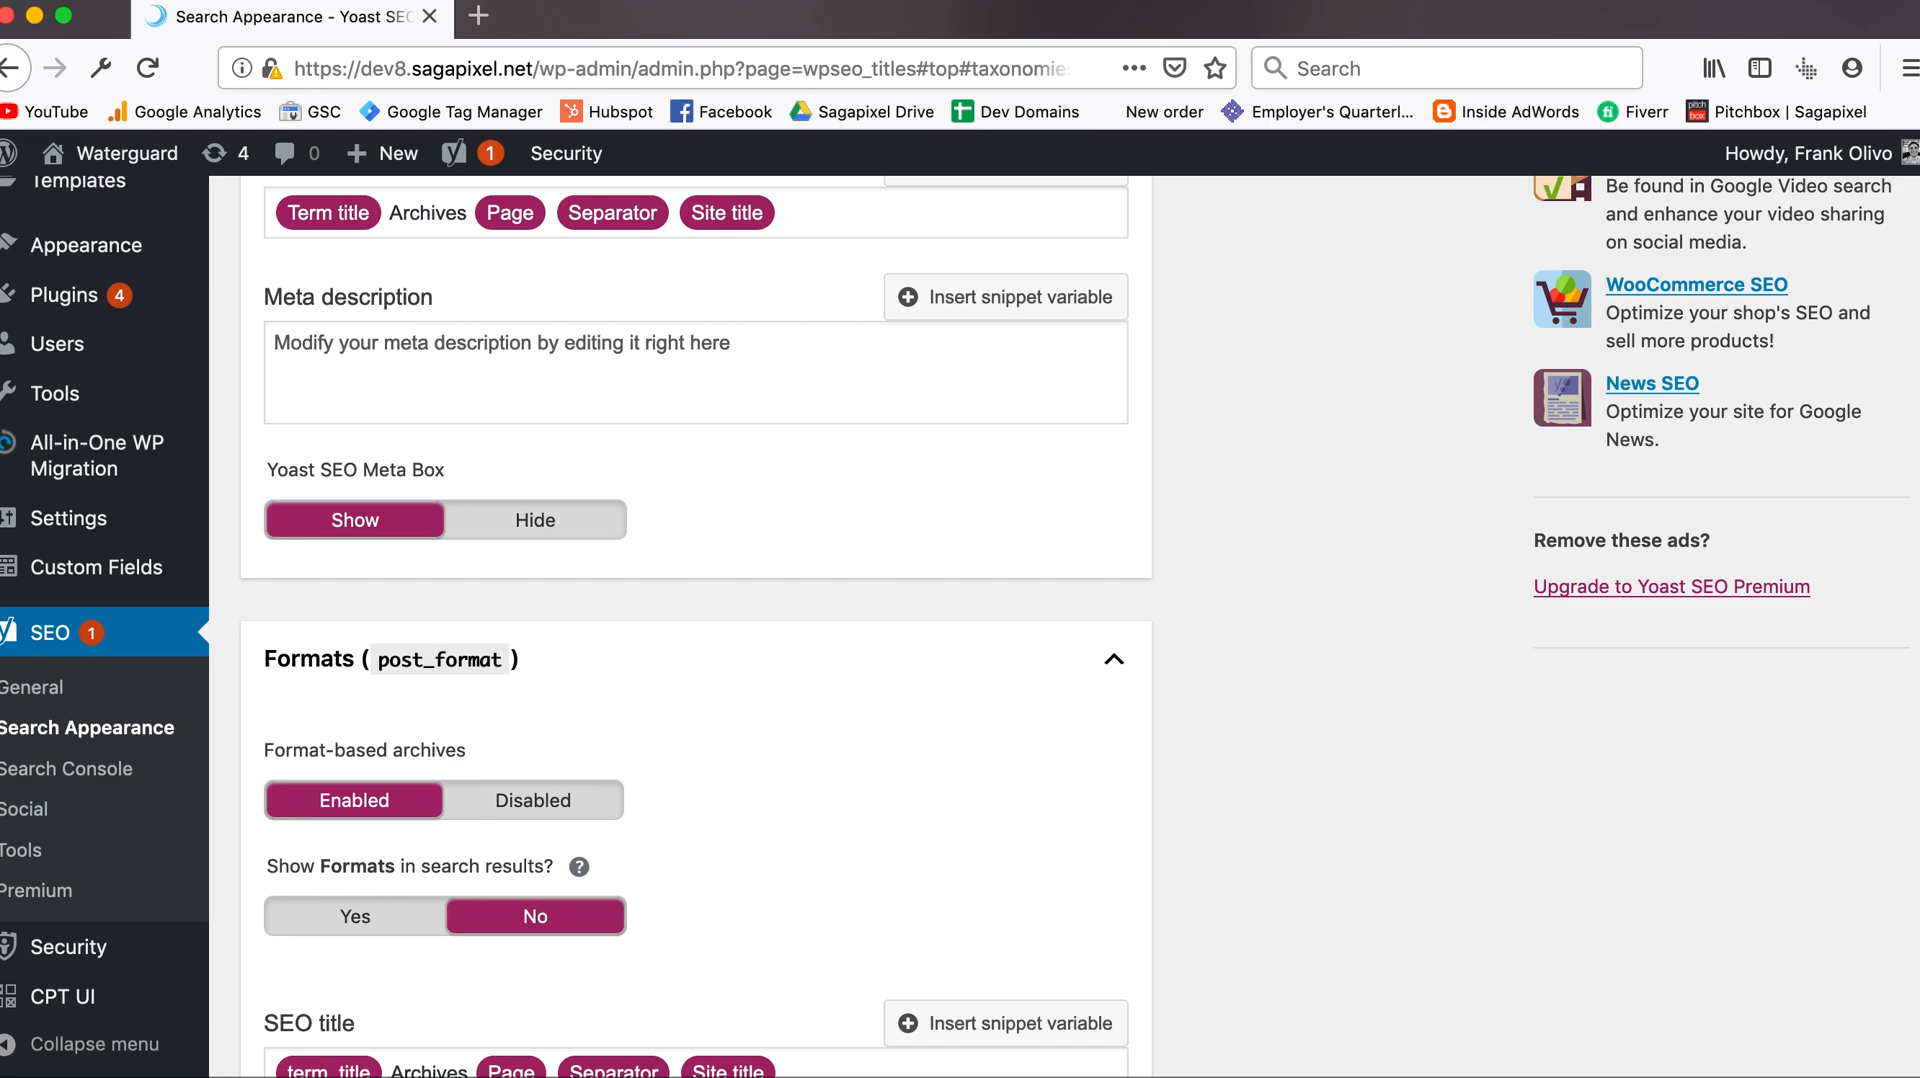 Search Appearance - Yoast SEO
https://dev8.sagapixel.net/wp-admin/admin.php?page=wpseo_titles#top#taxonomies
Search
YouTube Google Analytics GSC Google Tag Manager Hubspot Facebook Sagapixel Drive Dev Domains New order Employer's Quarterl... Inside AdWords Fiverr Pitchbox | Sagapixel
Waterguard 4 0 New 1 Security Howdy, Frank Olivo
Templates
Appearance
Plugins 4
Users
Tools
All-in-One WP
Migration
Settings
Custom Fields
SEO 1
General
Search Appearance
Search Console
Social
Tools
Premium
Security
CPT UI
Collapse menu
Term title Archives Page Separator Site title
Meta description
Insert snippet variable
Modify your meta description by editing it right here
Yoast SEO Meta Box
Show Hide
Formats ( post_format )
Format-based archives
Enabled Disabled
Show Formats in search results? ?
Yes No
SEO title
Insert snippet variable
term_title Archives Page Separator Site title
Be found in Google Video search
and enhance your video sharing
on social media.
WooCommerce SEO
Optimize your shop's SEO and
sell more products!
News SEO
Optimize your site for Google
News.
Remove these ads?
Upgrade to Yoast SEO Premium